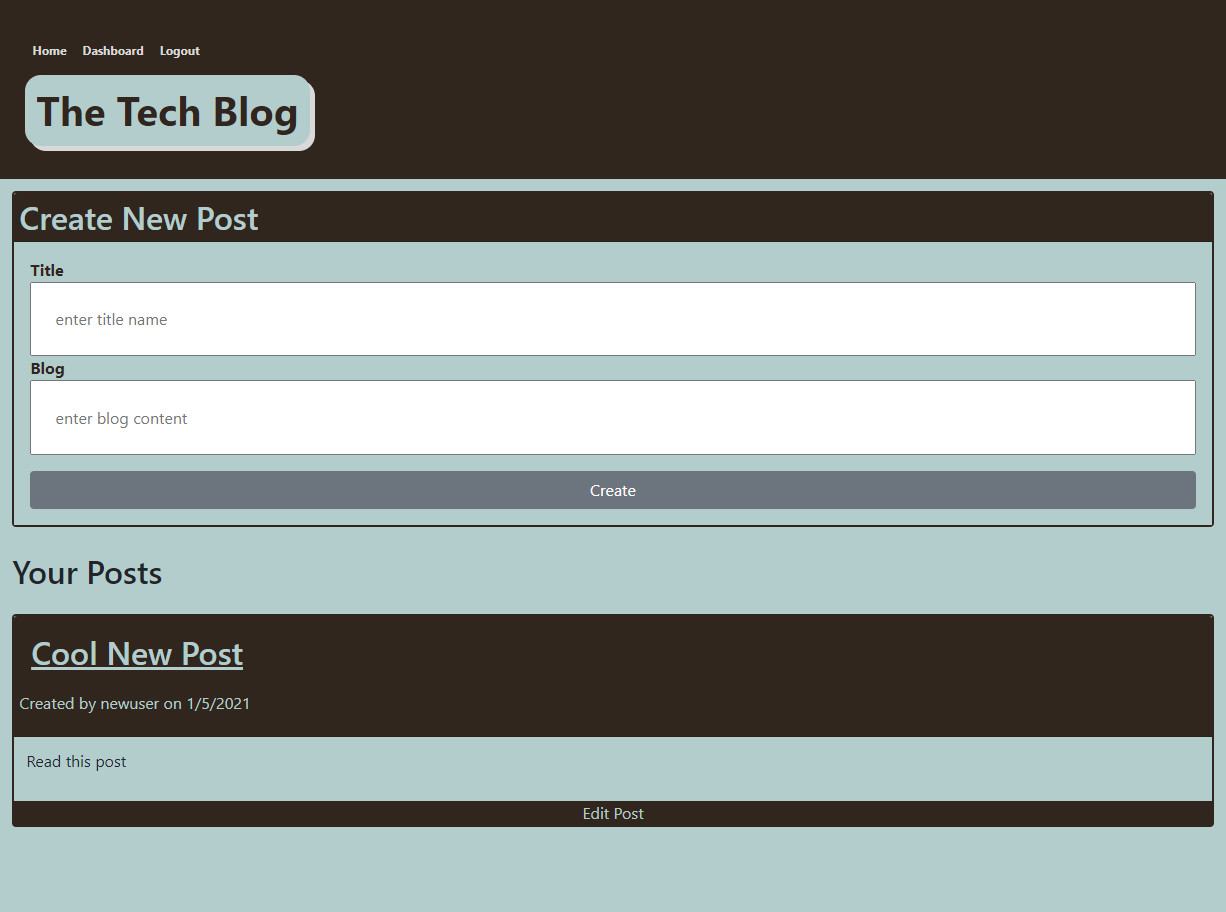 Home Dashboard Logout
The Tech Blog
Create New Post
Title
enter title name
Blog
enter blog content
Create
Your Posts
Cool New Post
Created by newuser on 1/5/2021
Read this post
Edit Post